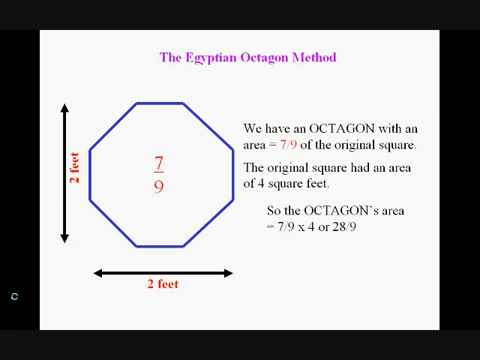 The Egyptian Octagon Method
2 feet
7
9
2 feet
We have an OCTAGON with an
area = 7/9 of the original square.
The original square had an area
of 4 square feet.
So the OCTAGON's area
= 7/9 x 4 or 28/9